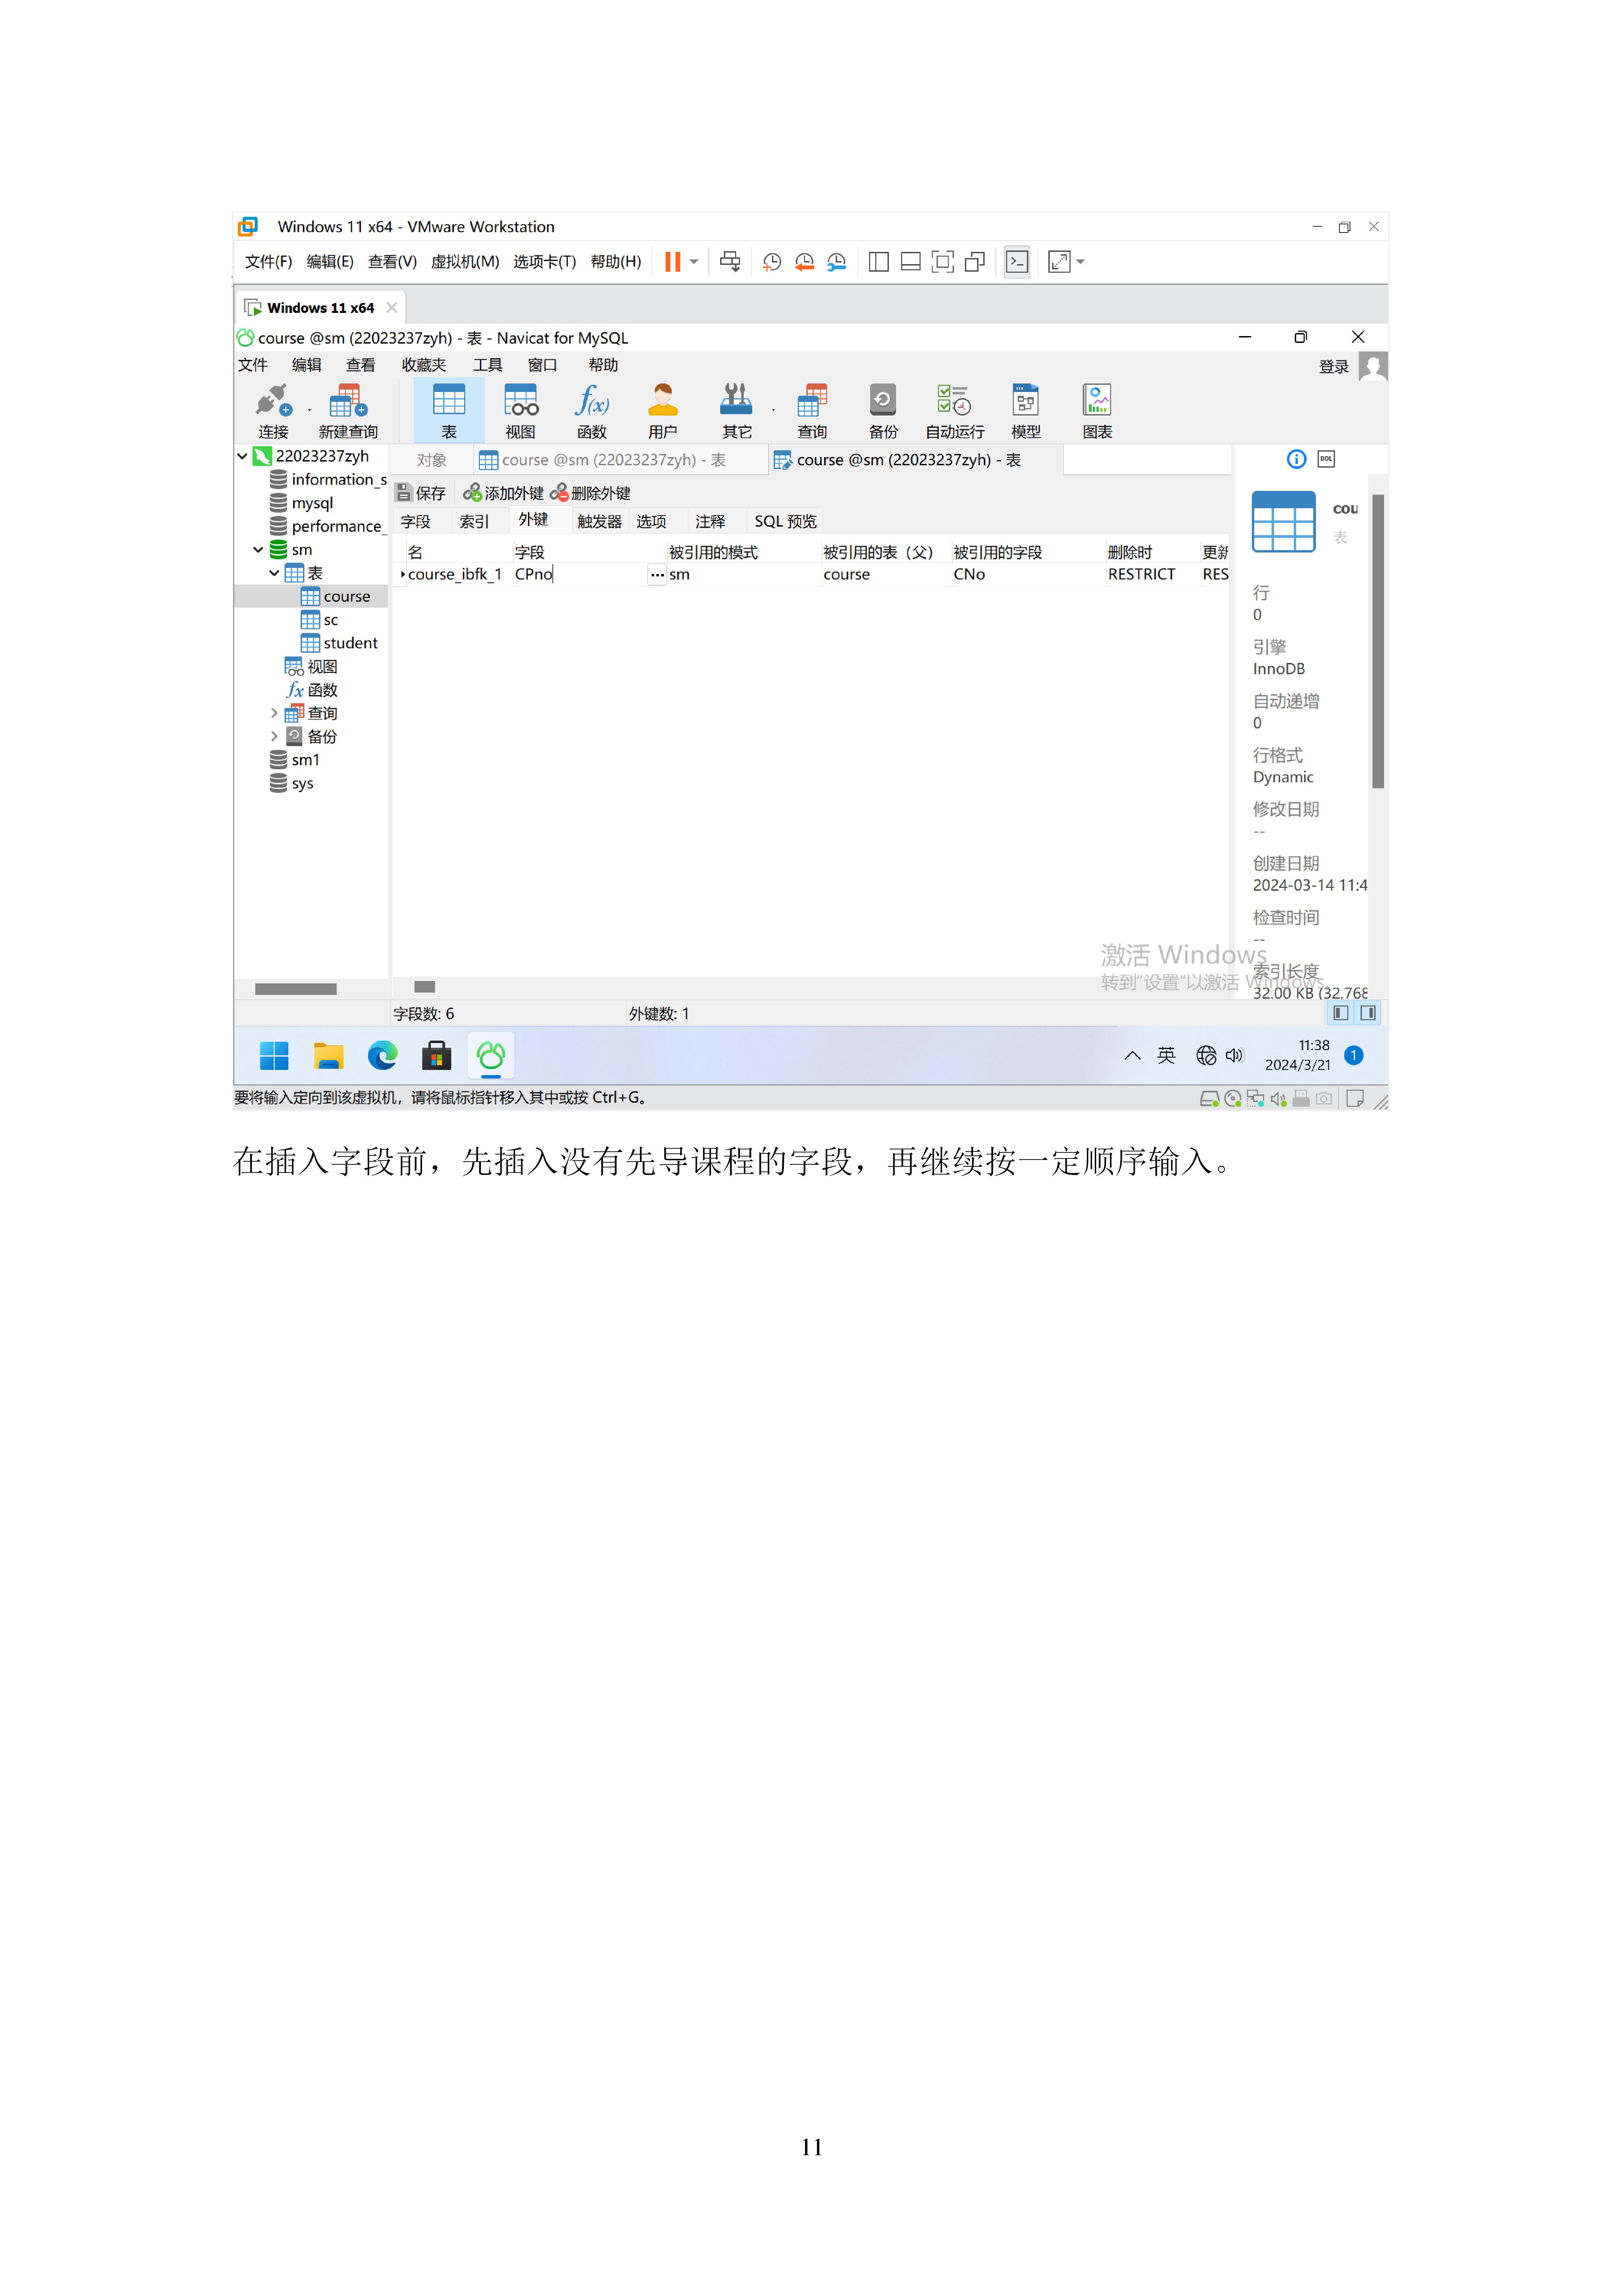 Windows 11 x64 - VMware Workstation
文件(F) 编辑(E) 查看(V) 虚拟机(M) 选项卡(T) 帮助(H)
Windows 11 x64
course @sm (22023237zyh) - 表 - Navicat for MySQL
文件 编辑 查看 收藏夹 工具 窗口 帮助 登录
连接 新建查询 表 视图 函数 用户 其它 查询 备份 自动运行 模型 图表
22023237zyh 对象 course @sm (22023237zyh) - 表 course @sm (22023237zyh) - 表 DDL
information_s
保存 添加外键 删除外键
mysql
performance_
字段 索引 外键 触发器 选项 注释 SQL 预览
cou
表
sm
名 字段 被引用的模式 被引用的表（父） 被引用的字段 删除时 更新
表
course_ibfk_1 CPno ... sm course CNo RESTRICT RES
course
sc
student
视图
函数
查询
备份
sm1
sys
行
0
引擎
InnoDB
自动递增
0
行格式
Dynamic
修改日期
--
创建日期
2024-03-14 11:4
检查时间
--
索引长度
32.00 KB (32,768
激活 Windows
转到"设置"以激活 Windows。
字段数: 6 外键数: 1
英 11:38
2024/3/21 1
要将输入定向到该虚拟机，请将鼠标指针移入其中或按 Ctrl+G。
在插入字段前，先插入没有先导课程的字段，再继续按一定顺序输入。
11